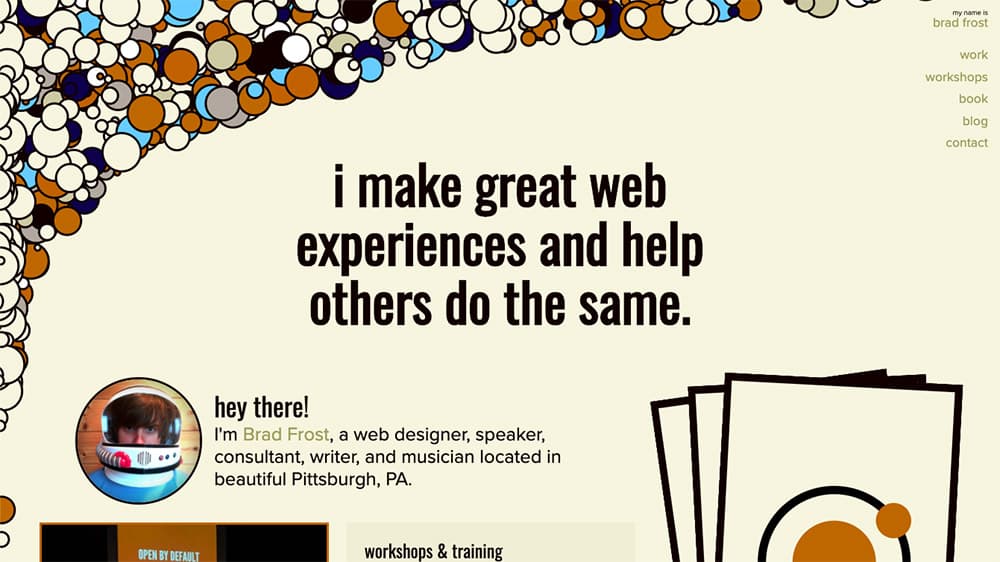 my name is
brad frost
work
workshops
book
blog
contact
i make great web
experiences and help
others do the same.
hey there!
I'm Brad Frost, a web designer, speaker,
consultant, writer, and musician located in
beautiful Pittsburgh, PA.
OPEN BY DEFAULT
workshops & training